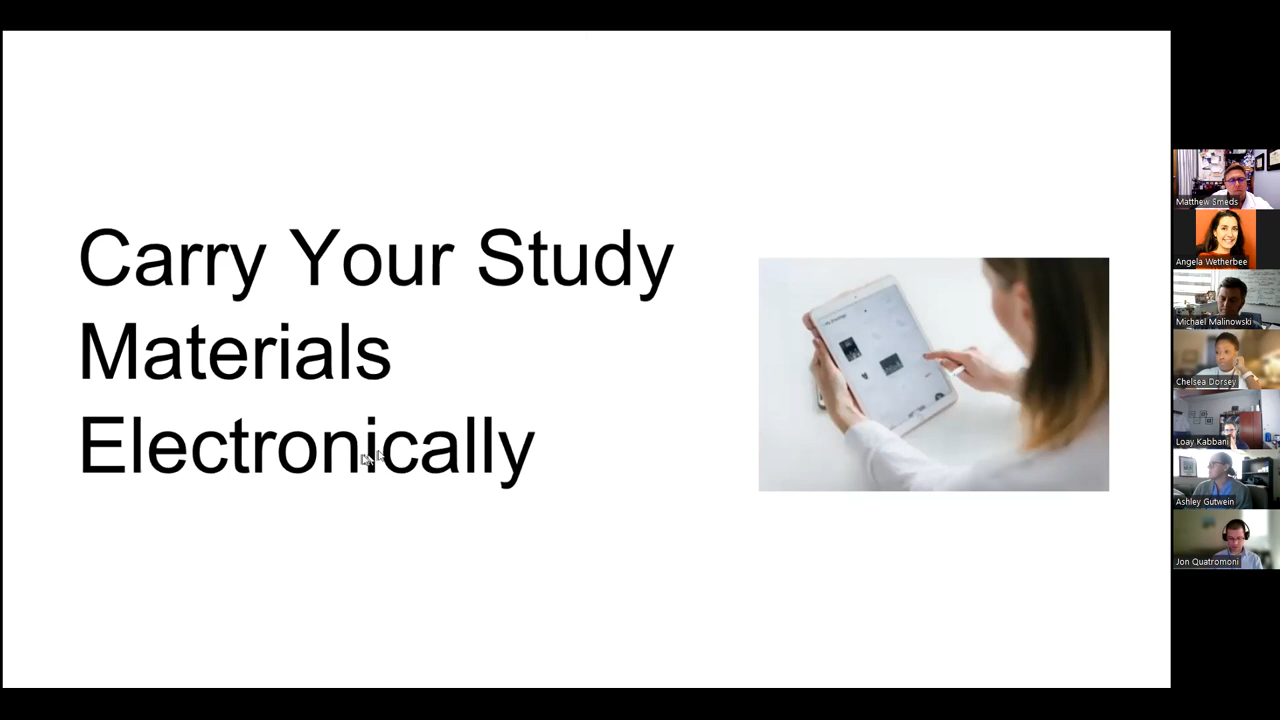 Carry Your Study
Materials
Electronically
Matthew Smeds
Angela Wetherbee
Michael Malinowski
Chelsea Dorsey
Loay Kabbani
Ashley Gutwein
Jon Quatromoni